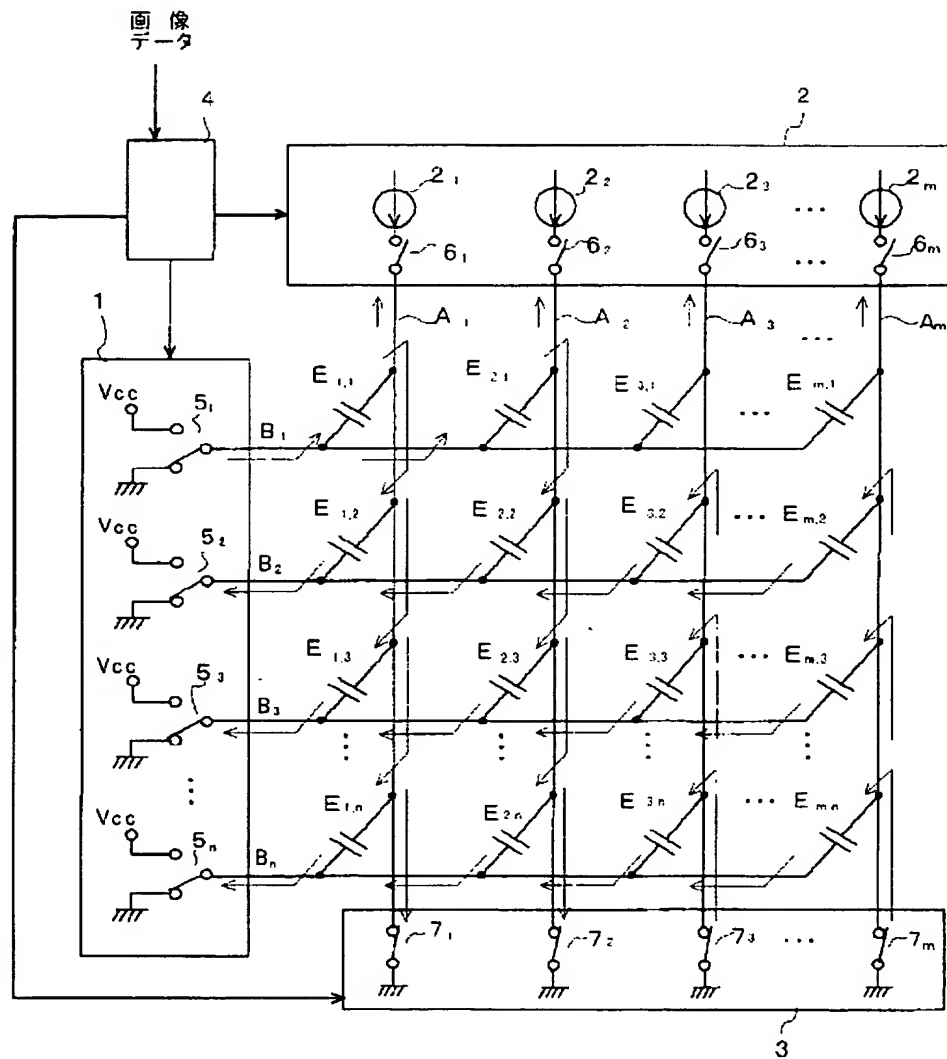 画像
データ
4
2
2₁ 2₂ 2₃ … 2ₘ
6₁ 6₂ 6₃ … 6ₘ
1
A₁ A₂ A₃ … Aₘ
Vcc 5₁ B₁ E₁,₁ E₂,₁ E₃,₁ … Eₘ,₁
Vcc 5₂ B₂ E₁,₂ E₂,₂ E₃,₂ … Eₘ,₂
Vcc 5₃ B₃ E₁,₃ E₂,₃ E₃,₃ … Eₘ,₃
Vcc 5ₙ Bₙ E₁,ₙ E₂,ₙ E₃,ₙ … Eₘ,ₙ
7₁ 7₂ 7₃ … 7ₘ
3